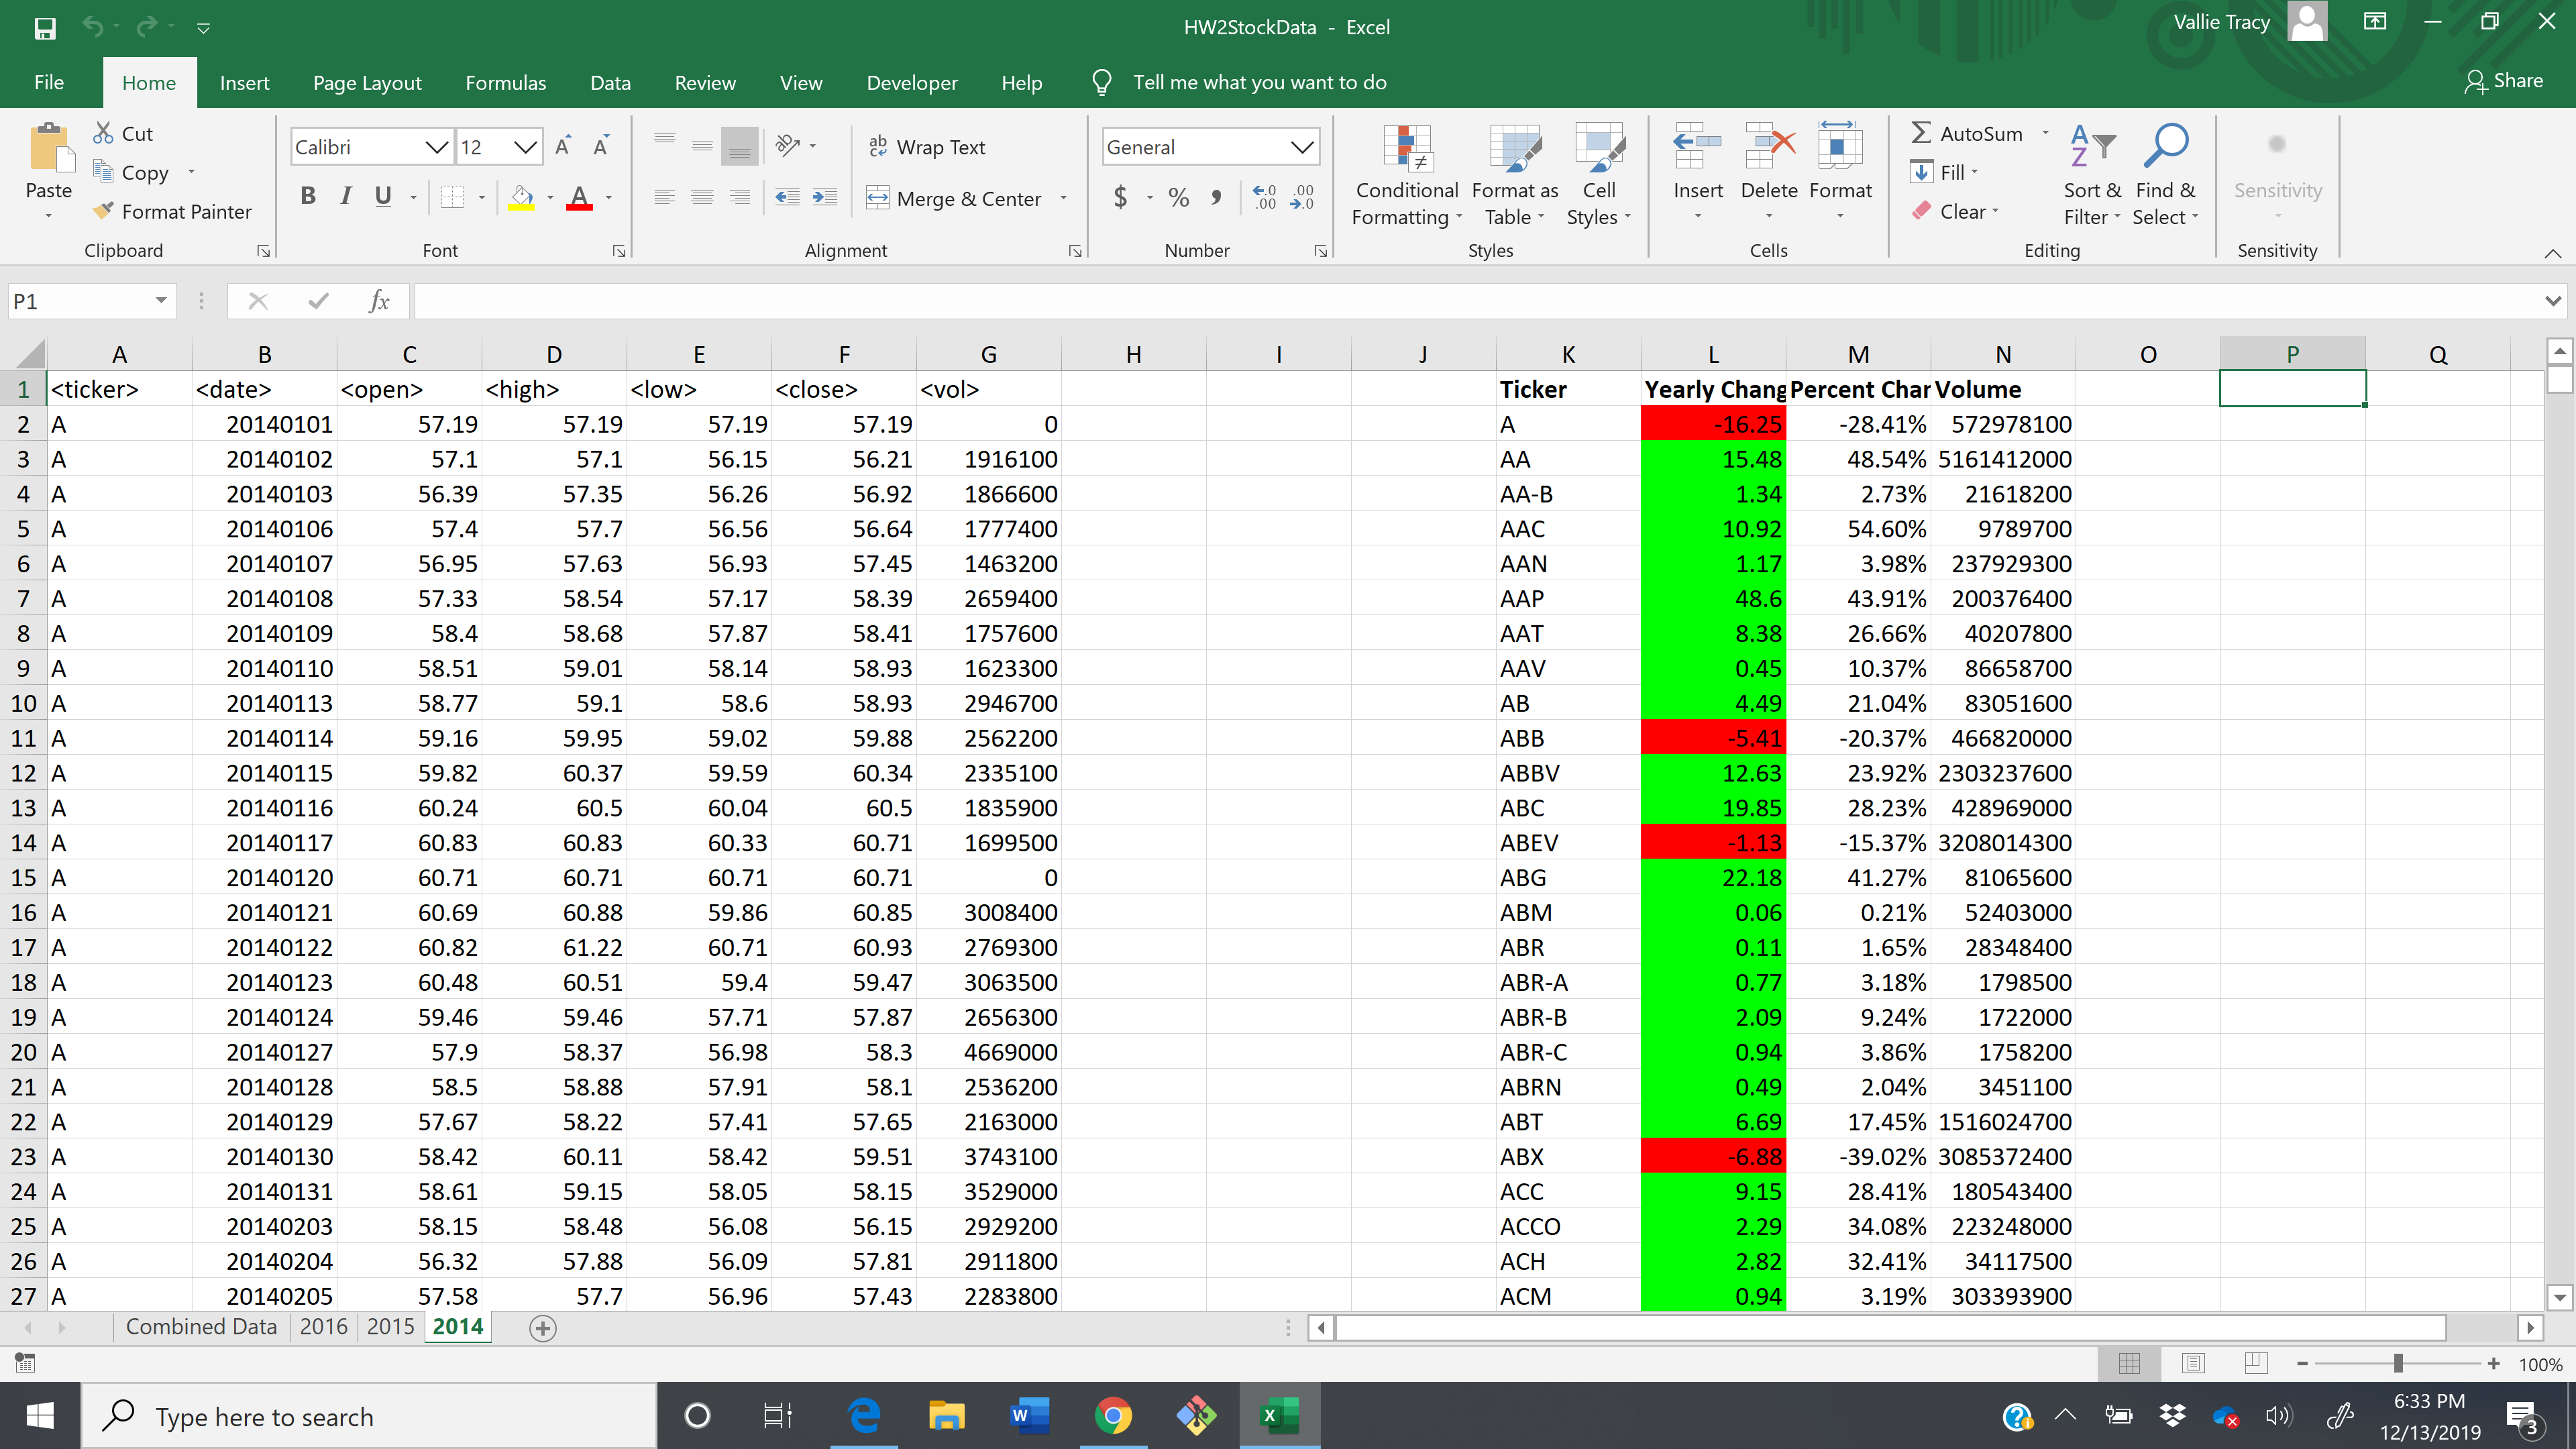 HW2StockData - Excel
Vallie Tracy
File Home Insert Page Layout Formulas Data Review View Developer Help Tell me what you want to do Share
Paste
Cut
Copy
Format Painter
Clipboard
Calibri 12
B I U
Font
Wrap Text
Merge & Center
Alignment
General
$ % ,
Number
Conditional Formatting
Format as Table
Cell Styles
Styles
Insert Delete Format
Cells
AutoSum
Fill
Clear
Sort & Filter
Find & Select
Editing
Sensitivity
Sensitivity
P1 fx
A B C D E F G H I J K L M N O P Q
1 <ticker> <date> <open> <high> <low> <close> <vol> Ticker Yearly Chang Percent Char Volume
2 A 20140101 57.19 57.19 57.19 57.19 0 A -16.25 -28.41% 572978100
3 A 20140102 57.1 57.1 56.15 56.21 1916100 AA 15.48 48.54% 5161412000
4 A 20140103 56.39 57.35 56.26 56.92 1866600 AA-B 1.34 2.73% 21618200
5 A 20140106 57.4 57.7 56.56 56.64 1777400 AAC 10.92 54.60% 9789700
6 A 20140107 56.95 57.63 56.93 57.45 1463200 AAN 1.17 3.98% 237929300
7 A 20140108 57.33 58.54 57.17 58.39 2659400 AAP 48.6 43.91% 200376400
8 A 20140109 58.4 58.68 57.87 58.41 1757600 AAT 8.38 26.66% 40207800
9 A 20140110 58.51 59.01 58.14 58.93 1623300 AAV 0.45 10.37% 86658700
10 A 20140113 58.77 59.1 58.6 58.93 2946700 AB 4.49 21.04% 83051600
11 A 20140114 59.16 59.95 59.02 59.88 2562200 ABB -5.41 -20.37% 466820000
12 A 20140115 59.82 60.37 59.59 60.34 2335100 ABBV 12.63 23.92% 2303237600
13 A 20140116 60.24 60.5 60.04 60.5 1835900 ABC 19.85 28.23% 428969000
14 A 20140117 60.83 60.83 60.33 60.71 1699500 ABEV -1.13 -15.37% 3208014300
15 A 20140120 60.71 60.71 60.71 60.71 0 ABG 22.18 41.27% 81065600
16 A 20140121 60.69 60.88 59.86 60.85 3008400 ABM 0.06 0.21% 52403000
17 A 20140122 60.82 61.22 60.71 60.93 2769300 ABR 0.11 1.65% 28348400
18 A 20140123 60.48 60.51 59.4 59.47 3063500 ABR-A 0.77 3.18% 1798500
19 A 20140124 59.46 59.46 57.71 57.87 2656300 ABR-B 2.09 9.24% 1722000
20 A 20140127 57.9 58.37 56.98 58.3 4669000 ABR-C 0.94 3.86% 1758200
21 A 20140128 58.5 58.88 57.91 58.1 2536200 ABRN 0.49 2.04% 3451100
22 A 20140129 57.67 58.22 57.41 57.65 2163000 ABT 6.69 17.45% 1516024700
23 A 20140130 58.42 60.11 58.42 59.51 3743100 ABX -6.88 -39.02% 3085372400
24 A 20140131 58.61 59.15 58.05 58.15 3529000 ACC 9.15 28.41% 180543400
25 A 20140203 58.15 58.48 56.08 56.15 2929200 ACCO 2.29 34.08% 223248000
26 A 20140204 56.32 57.88 56.09 57.81 2911800 ACH 2.82 32.41% 34117500
27 A 20140205 57.58 57.7 56.96 57.43 2283800 ACM 0.94 3.19% 303393900
Combined Data 2016 2015 2014
100%
Type here to search
6:33 PM
12/13/2019
3